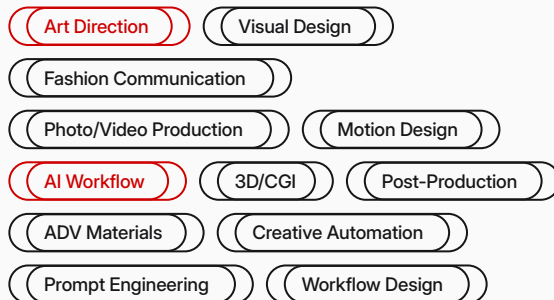 Art Direction Visual Design
Fashion Communication
Photo/Video Production Motion Design
AI Workflow 3D/CGI Post-Production
ADV Materials Creative Automation
Prompt Engineering Workflow Design